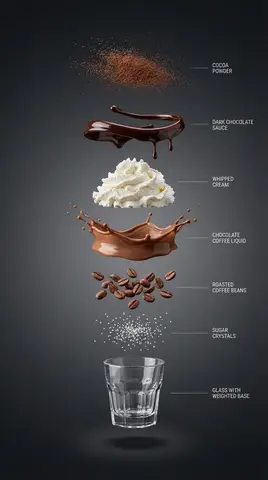 COCOA
POWDER
DARK CHOCOLATE
SAUCE
WHIPPED
CREAM
CHOCOLATE
COFFEE LIQUID
ROASTED
COFFEE BEANS
SUGAR
CRYSTALS
GLASS WITH
WEIGHTED BASE